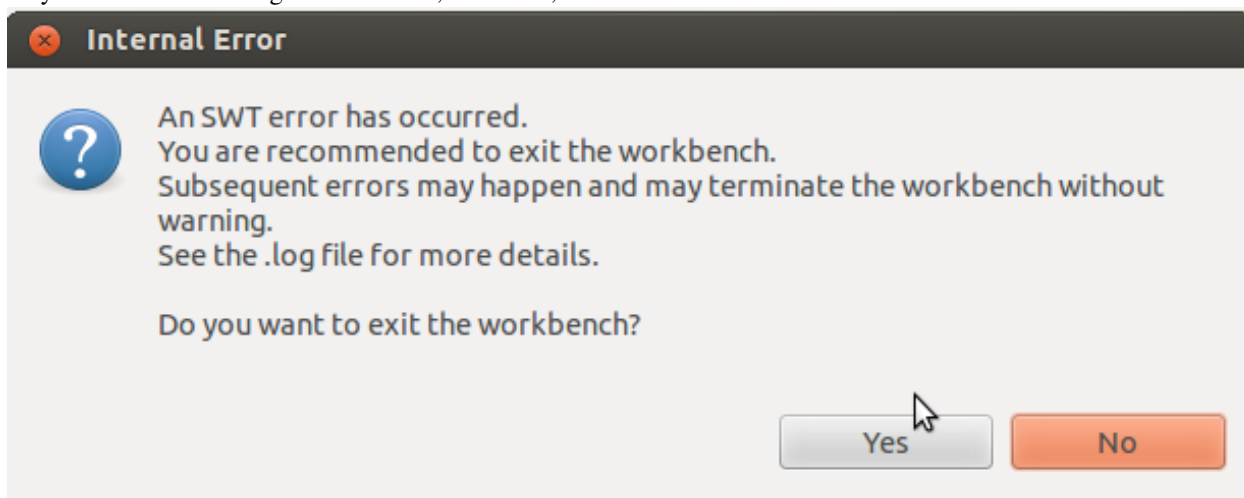 Internal Error
An SWT error has occurred.
You are recommended to exit the workbench.
Subsequent errors may happen and may terminate the workbench without
warning.
See the .log file for more details.
Do you want to exit the workbench?
Yes
No